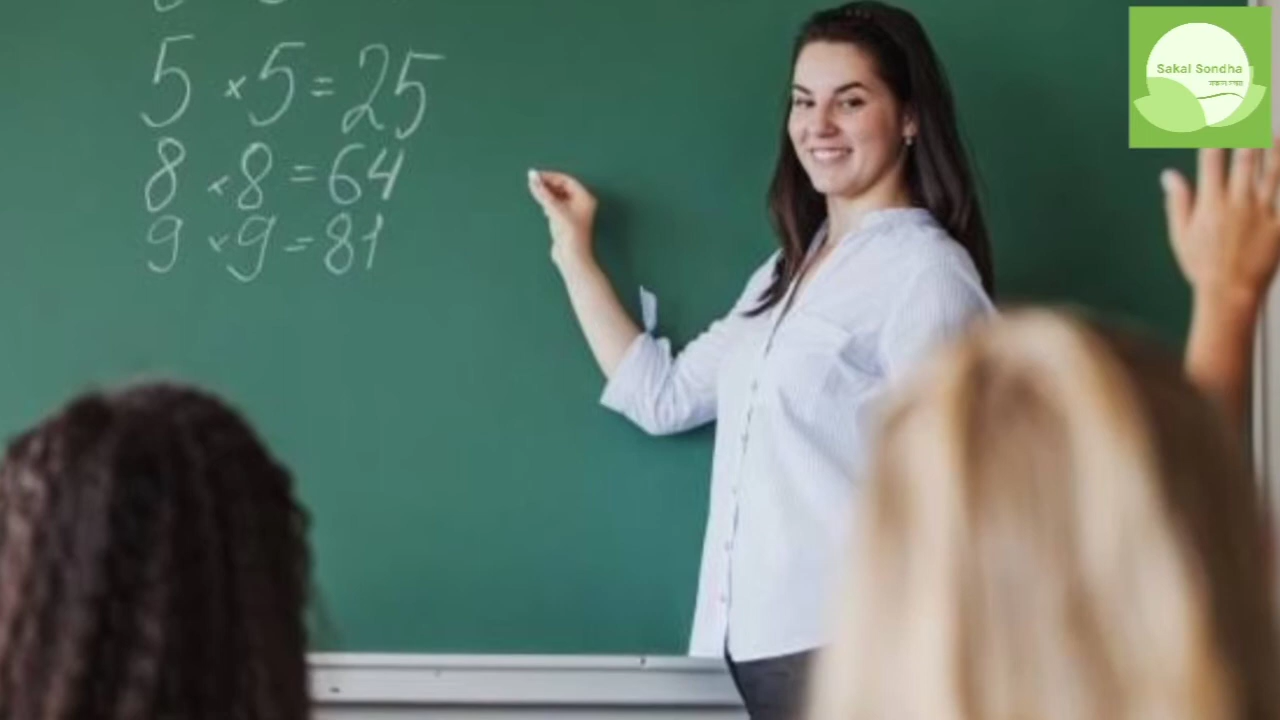 5 × 5 = 25
8 × 8 = 64
9 × 9 = 81
Sakal Sondha